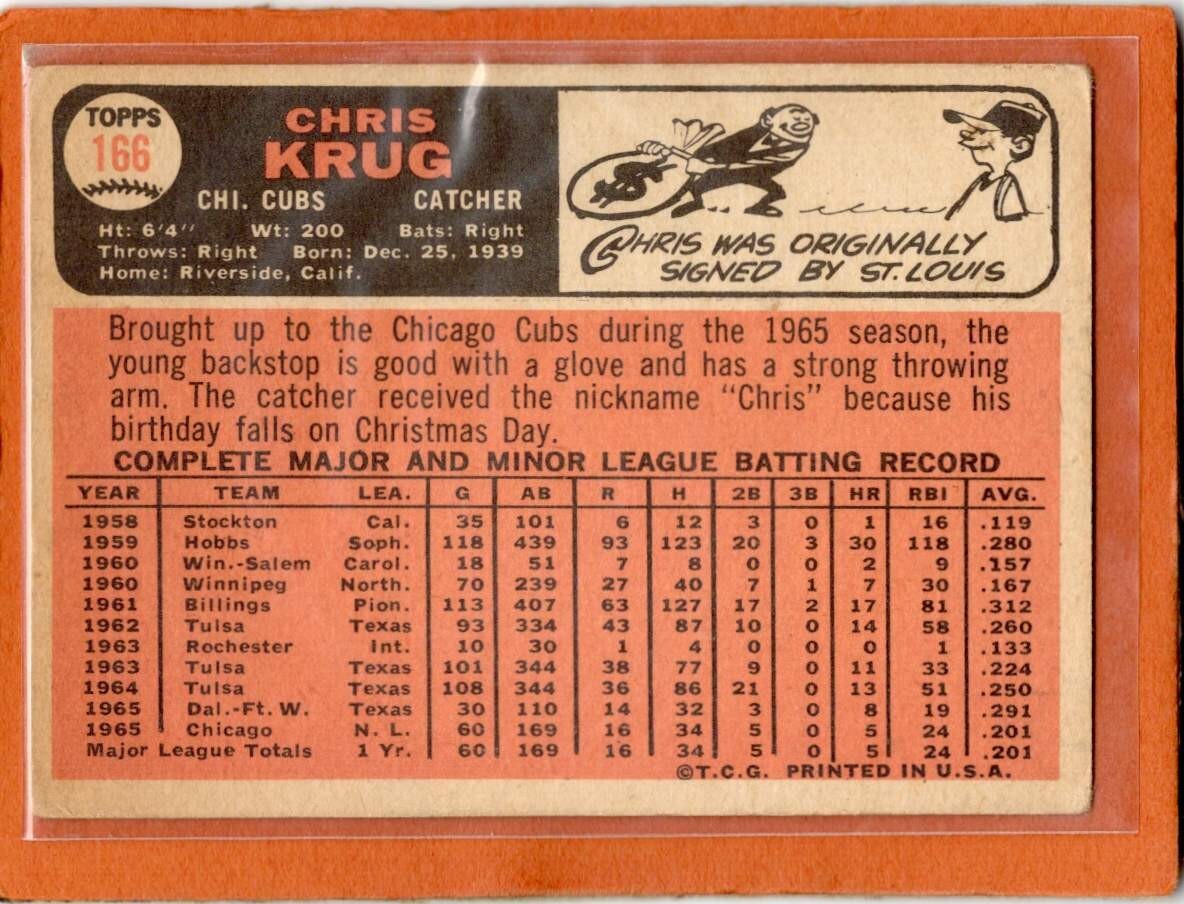 TOPPS
166
CHRIS
KRUG
CHI. CUBS CATCHER
Ht: 6'4" Wt: 200 Bats: Right
Throws: Right Born: Dec. 25, 1939
Home: Riverside, Calif.
$
CHRIS WAS ORIGINALLY
SIGNED BY ST. LOUIS
Brought up to the Chicago Cubs during the 1965 season, the
young backstop is good with a glove and has a strong throwing
arm. The catcher received the nickname "Chris" because his
birthday falls on Christmas Day.
COMPLETE MAJOR AND MINOR LEAGUE BATTING RECORD
YEAR TEAM LEA. G AB R H 2B 3B HR RBI AVG.
1958 Stockton Cal. 35 101 6 12 3 0 1 16 .119
1959 Hobbs Soph. 118 439 93 123 20 3 30 118 .280
1960 Win.-Salem Carol. 18 51 7 8 0 0 2 9 .157
1960 Winnipeg North. 70 239 27 40 7 1 7 30 .167
1961 Billings Pion. 113 407 63 127 17 2 17 81 .312
1962 Tulsa Texas 93 334 43 87 10 0 14 58 .260
1963 Rochester Int. 10 30 1 4 0 0 0 1 .133
1963 Tulsa Texas 101 344 38 77 9 0 11 33 .224
1964 Tulsa Texas 108 344 36 86 21 0 13 51 .250
1965 Dal.-Ft. W. Texas 30 110 14 32 3 0 8 19 .291
1965 Chicago N. L. 60 169 16 34 5 0 5 24 .201
Major League Totals 1 Yr. 60 169 16 34 5 0 5 24 .201
©T.C.G. PRINTED IN U.S.A.